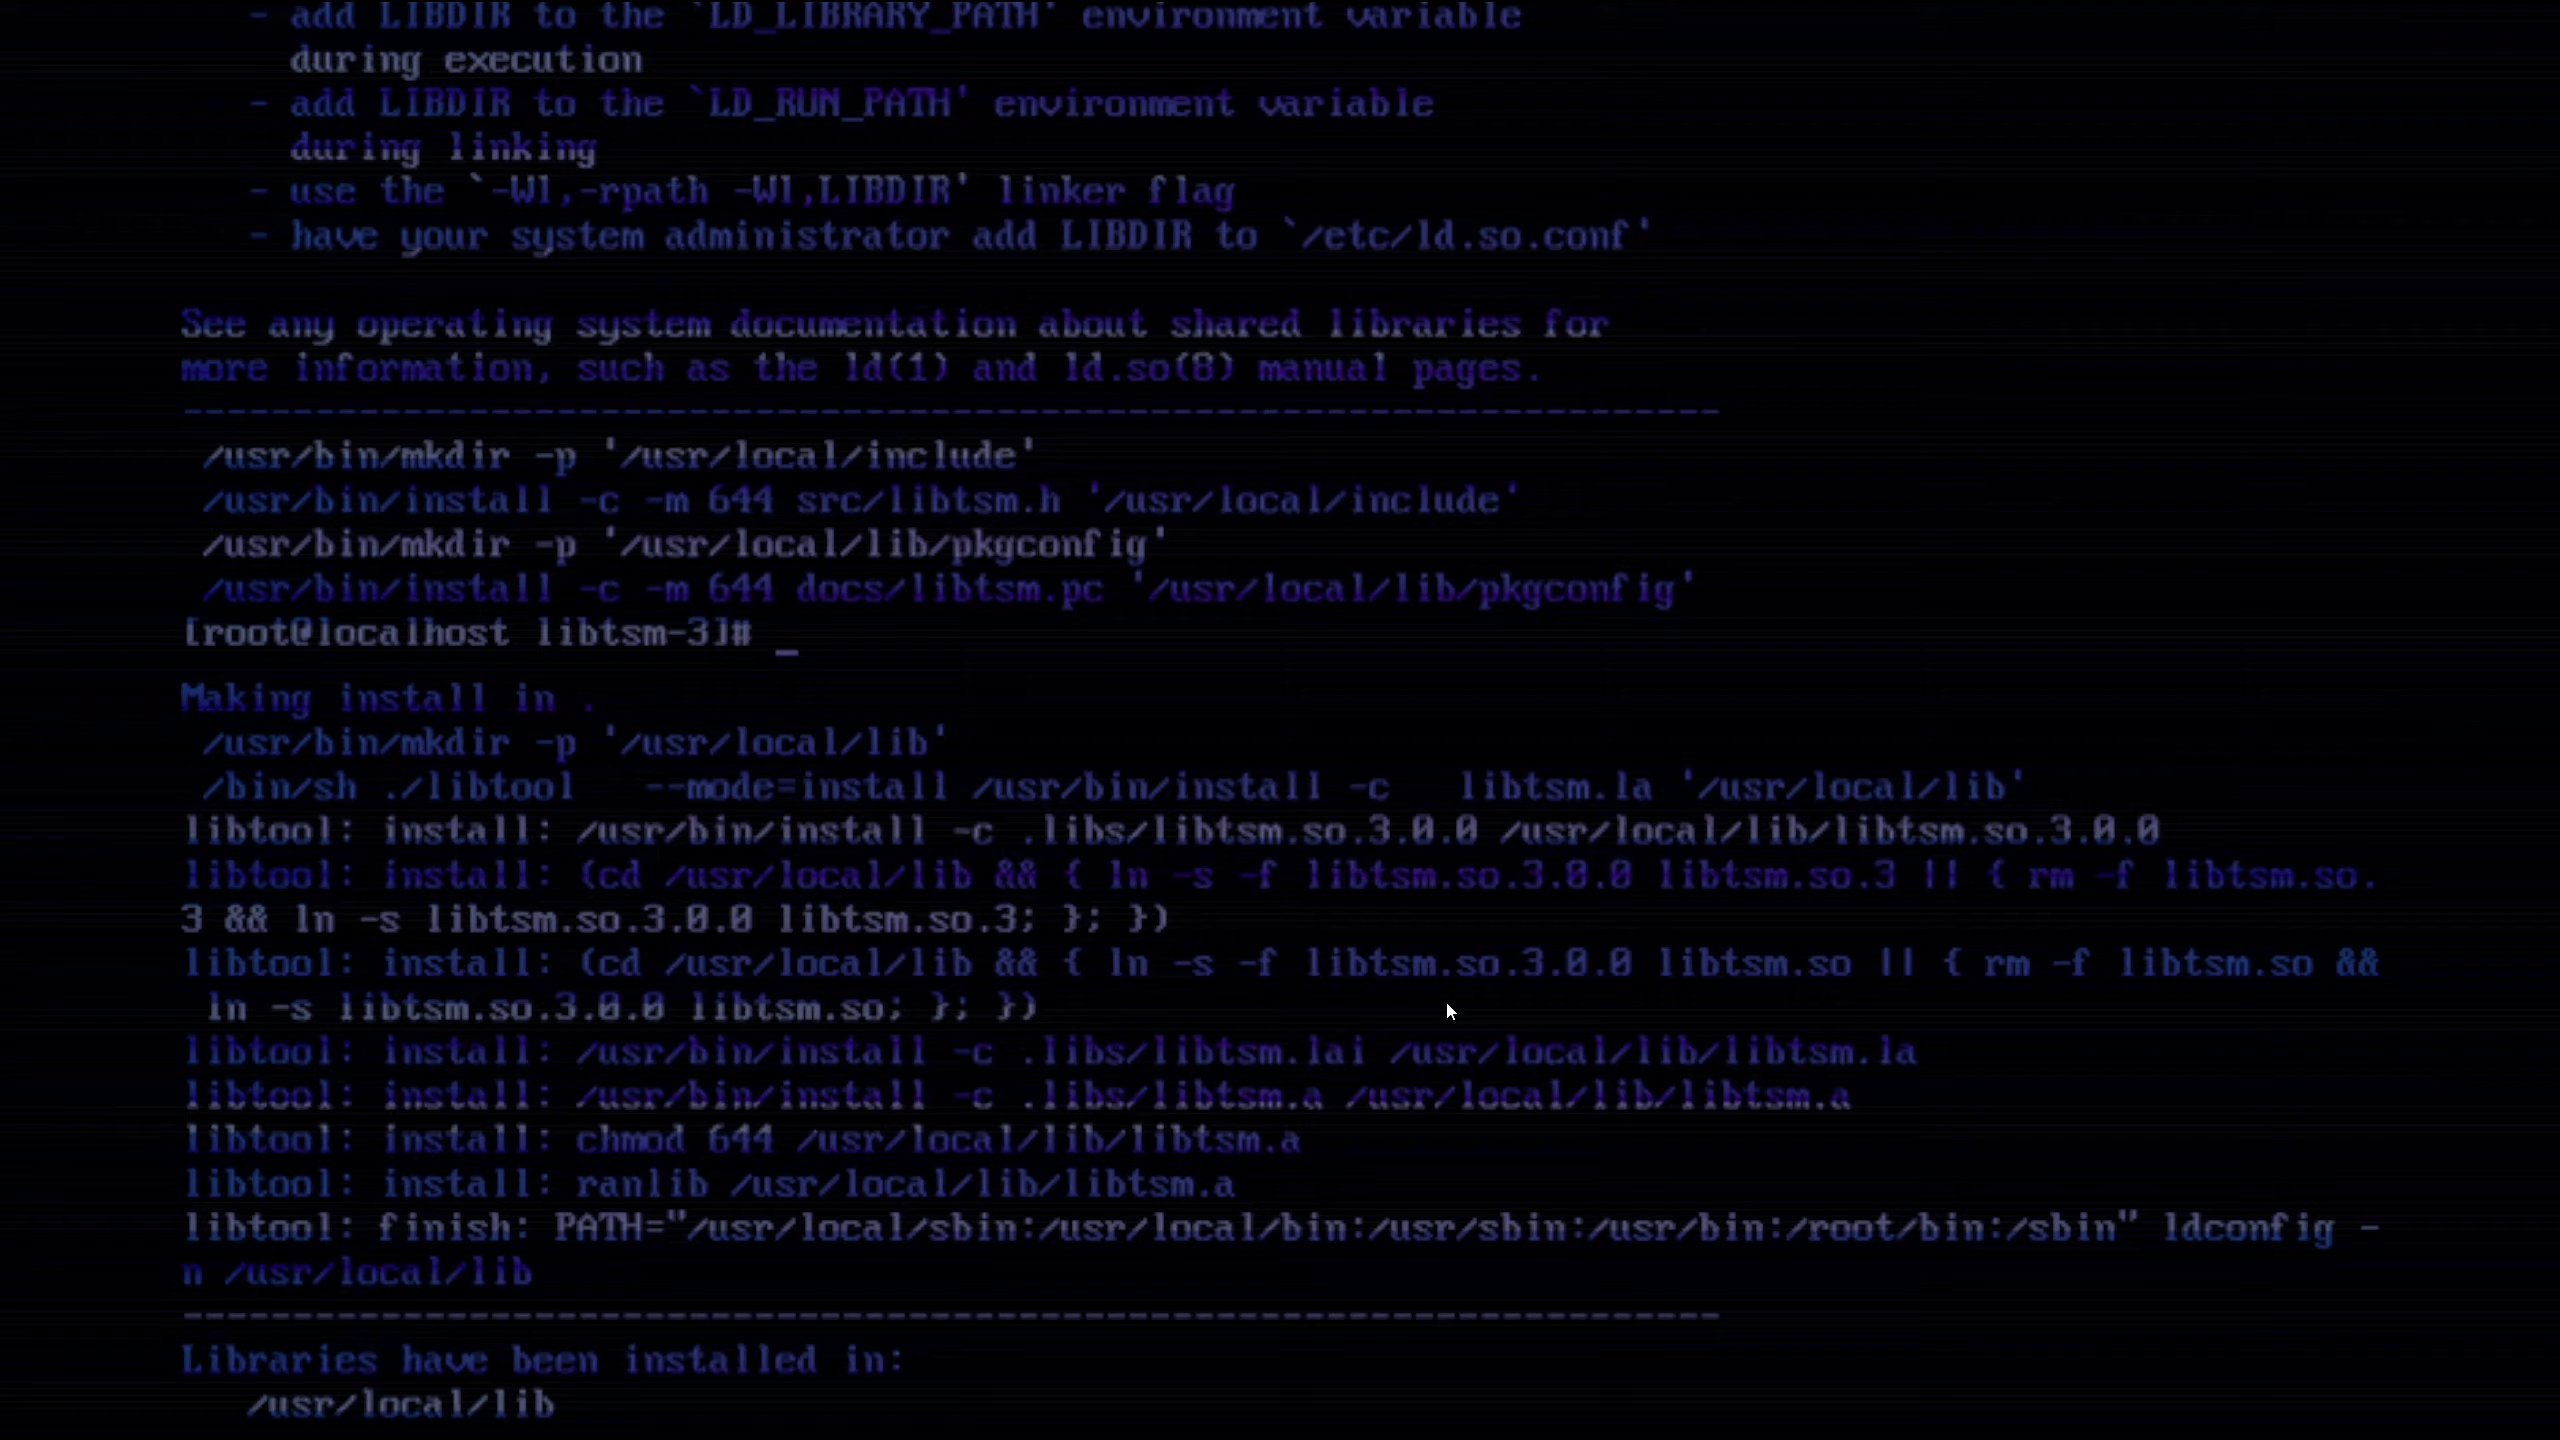 - add LIBDIR to the `LD_LIBRARY_PATH' environment variable
during execution
- add LIBDIR to the `LD_RUN_PATH' environment variable
during linking
- use the `-Wl,-rpath -Wl,LIBDIR' linker flag
- have your system administrator add LIBDIR to `/etc/ld.so.conf'
See any operating system documentation about shared libraries for
more information, such as the ld(1) and ld.so(8) manual pages.
----------------------------------------------------------------------
/usr/bin/mkdir -p '/usr/local/include'
/usr/bin/install -c -m 644 src/libtsm.h '/usr/local/include'
/usr/bin/mkdir -p '/usr/local/lib/pkgconfig'
/usr/bin/install -c -m 644 docs/libtsm.pc '/usr/local/lib/pkgconfig'
[root@localhost libtsm-3]# _
Making install in .
/usr/bin/mkdir -p '/usr/local/lib'
/bin/sh ./libtool   --mode=install /usr/bin/install -c   libtsm.la '/usr/local/lib'
libtool: install: /usr/bin/install -c .libs/libtsm.so.3.0.0 /usr/local/lib/libtsm.so.3.0.0
libtool: install: (cd /usr/local/lib && { ln -s -f libtsm.so.3.0.0 libtsm.so.3 || { rm -f libtsm.so.
3 && ln -s libtsm.so.3.0.0 libtsm.so.3; }; })
libtool: install: (cd /usr/local/lib && { ln -s -f libtsm.so.3.0.0 libtsm.so || { rm -f libtsm.so &&
ln -s libtsm.so.3.0.0 libtsm.so; }; })
libtool: install: /usr/bin/install -c .libs/libtsm.lai /usr/local/lib/libtsm.la
libtool: install: /usr/bin/install -c .libs/libtsm.a /usr/local/lib/libtsm.a
libtool: install: chmod 644 /usr/local/lib/libtsm.a
libtool: install: ranlib /usr/local/lib/libtsm.a
libtool: finish: PATH="/usr/local/sbin:/usr/local/bin:/usr/sbin:/usr/bin:/root/bin:/sbin" ldconfig -
n /usr/local/lib
----------------------------------------------------------------------
Libraries have been installed in:
/usr/local/lib